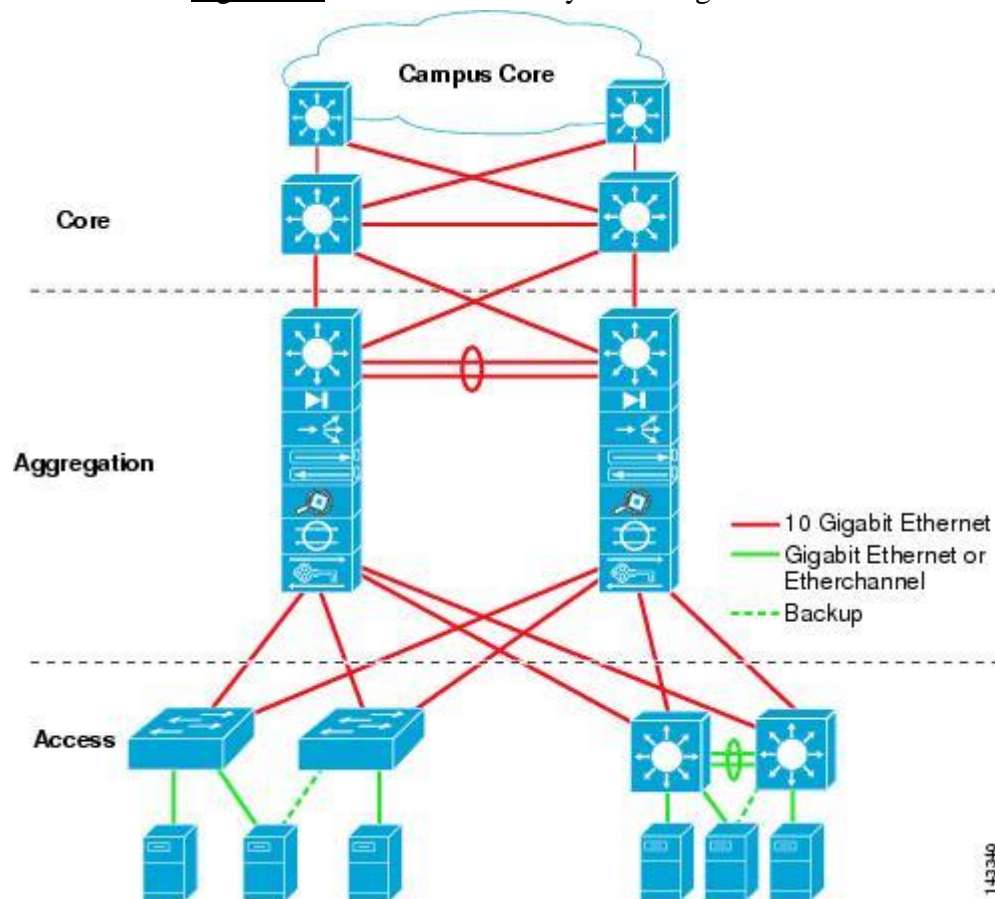 Campus Core
Core
Aggregation
10 Gigabit Ethernet
Gigabit Ethernet or
Etherchannel
Backup
Access
143340